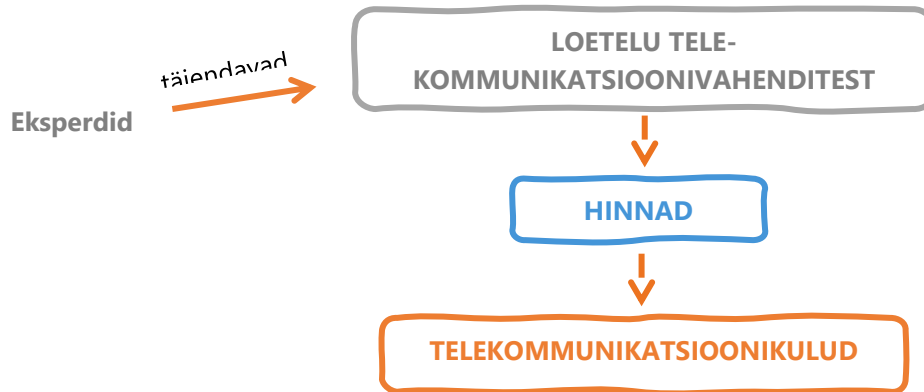 LOETELU TELE-
KOMMUNIKATSIOONIVAHENDITEST
täiendavad
Eksperdid
HINNAD
TELEKOMMUNIKATSIOONIKULUD